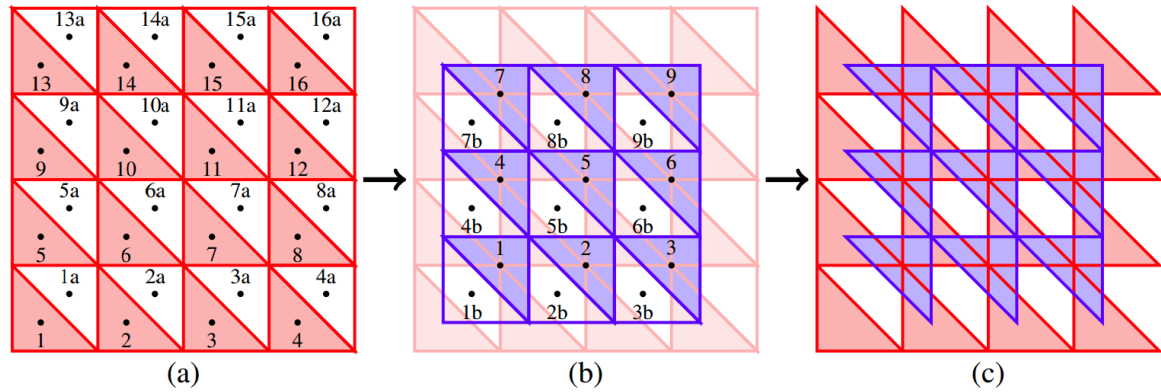 13a 14a 15a 16a
13 14 15 16
9a 10a 11a 12a
9 10 11 12
5a 6a 7a 8a
5 6 7 8
1a 2a 3a 4a
1 2 3 4
(a)
7 8 9
7b 8b 9b
4 5 6
4b 5b 6b
1 2 3
1b 2b 3b
(b)
(c)